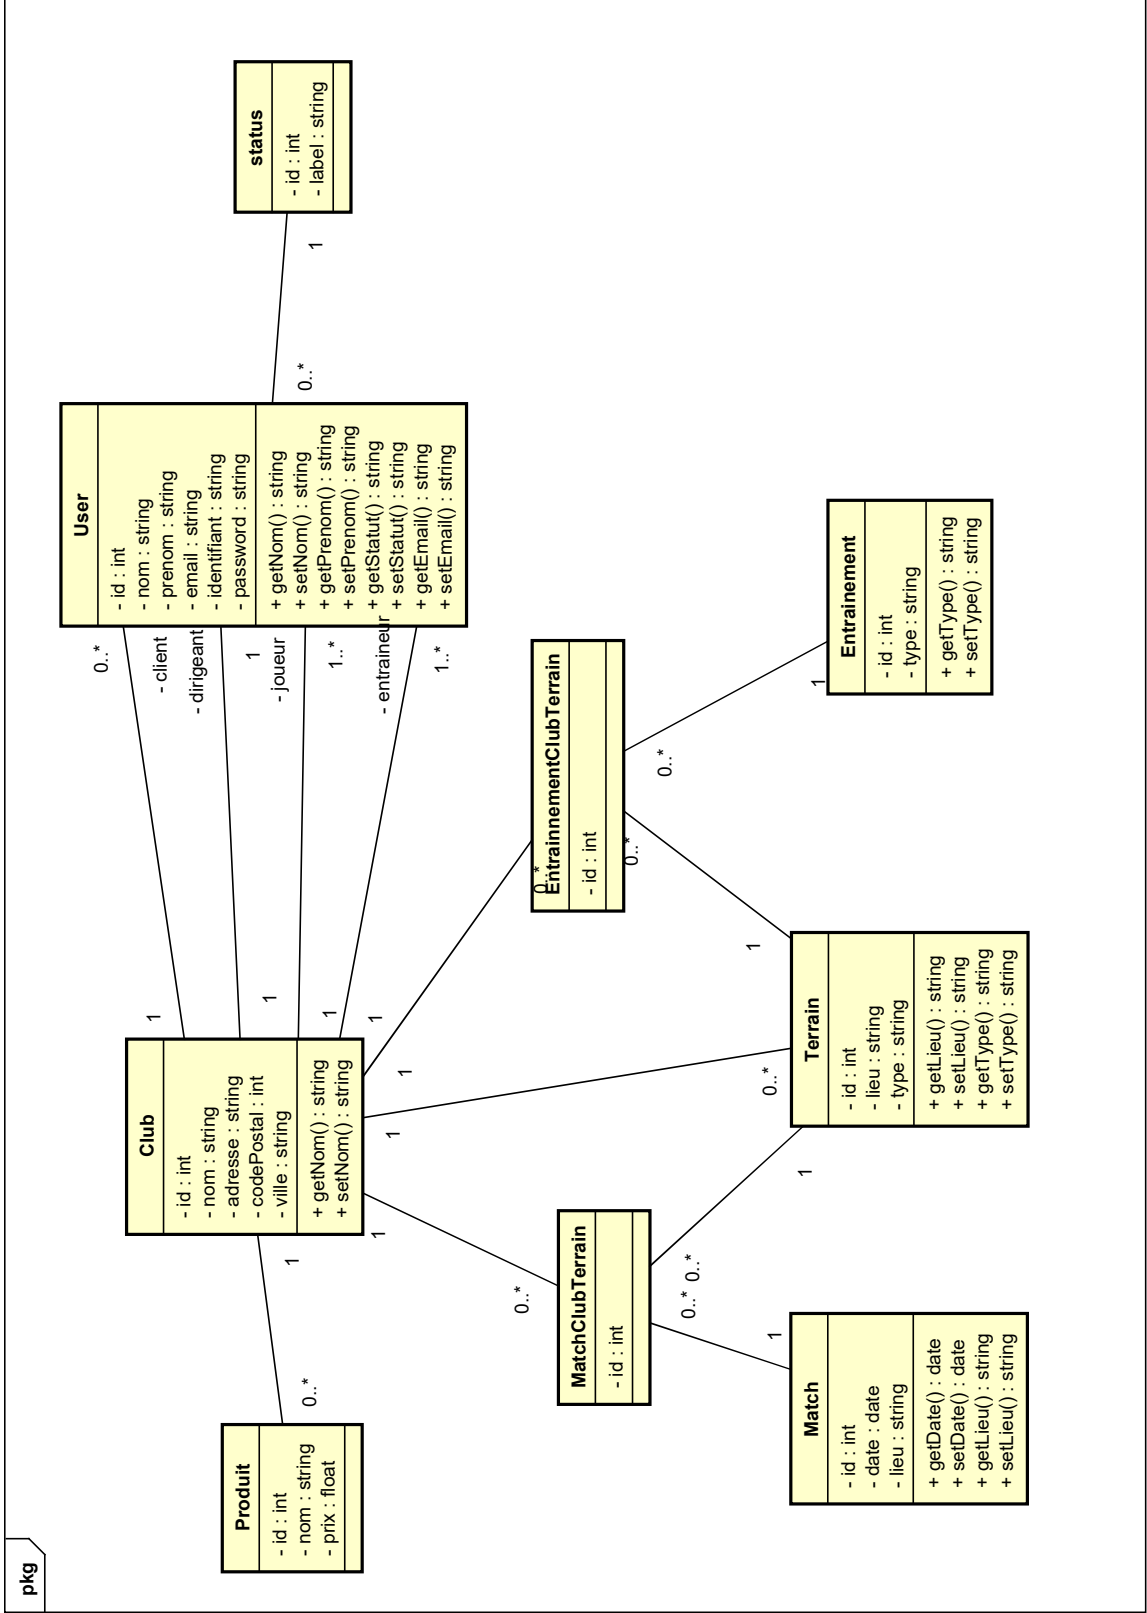 pkg
Produit
- id : int
- nom : string
- prix : float
0..*
1
Club
- id : int
- nom : string
- adresse : string
- codePostal : int
- ville : string
+ getNom() : string
+ setNom() : string
1
0..*
- client
1
- dirigeant
1
1
- joueur
1..*
1
- entraineur
1..*
User
- id : int
- nom : string
- prenom : string
- email : string
- identifiant : string
- password : string
+ getNom() : string
+ setNom() : string
+ getPrenom() : string
+ setPrenom() : string
+ getStatut() : string
+ setStatut() : string
+ getEmail() : string
+ setEmail() : string
0..*
1
status
- id : int
- label : string
1
0..*
MatchClubTerrain
- id : int
0..*
0..*
1
1
1
0..*
EntrainnementClubTerrain
- id : int
0..*
0..*
1
1
0..*
Match
- id : int
- date : date
- lieu : string
+ getDate() : date
+ setDate() : date
+ getLieu() : string
+ setLieu() : string
Terrain
- id : int
- lieu : string
- type : string
+ getLieu() : string
+ setLieu() : string
+ getType() : string
+ setType() : string
Entrainement
- id : int
- type : string
+ getType() : string
+ setType() : string